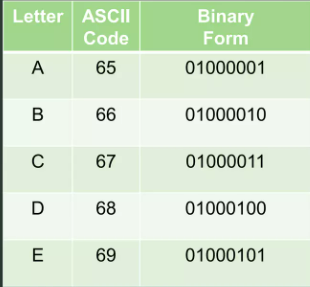 Letter ASCII Code Binary Form
A 65 01000001
B 66 01000010
C 67 01000011
D 68 01000100
E 69 01000101